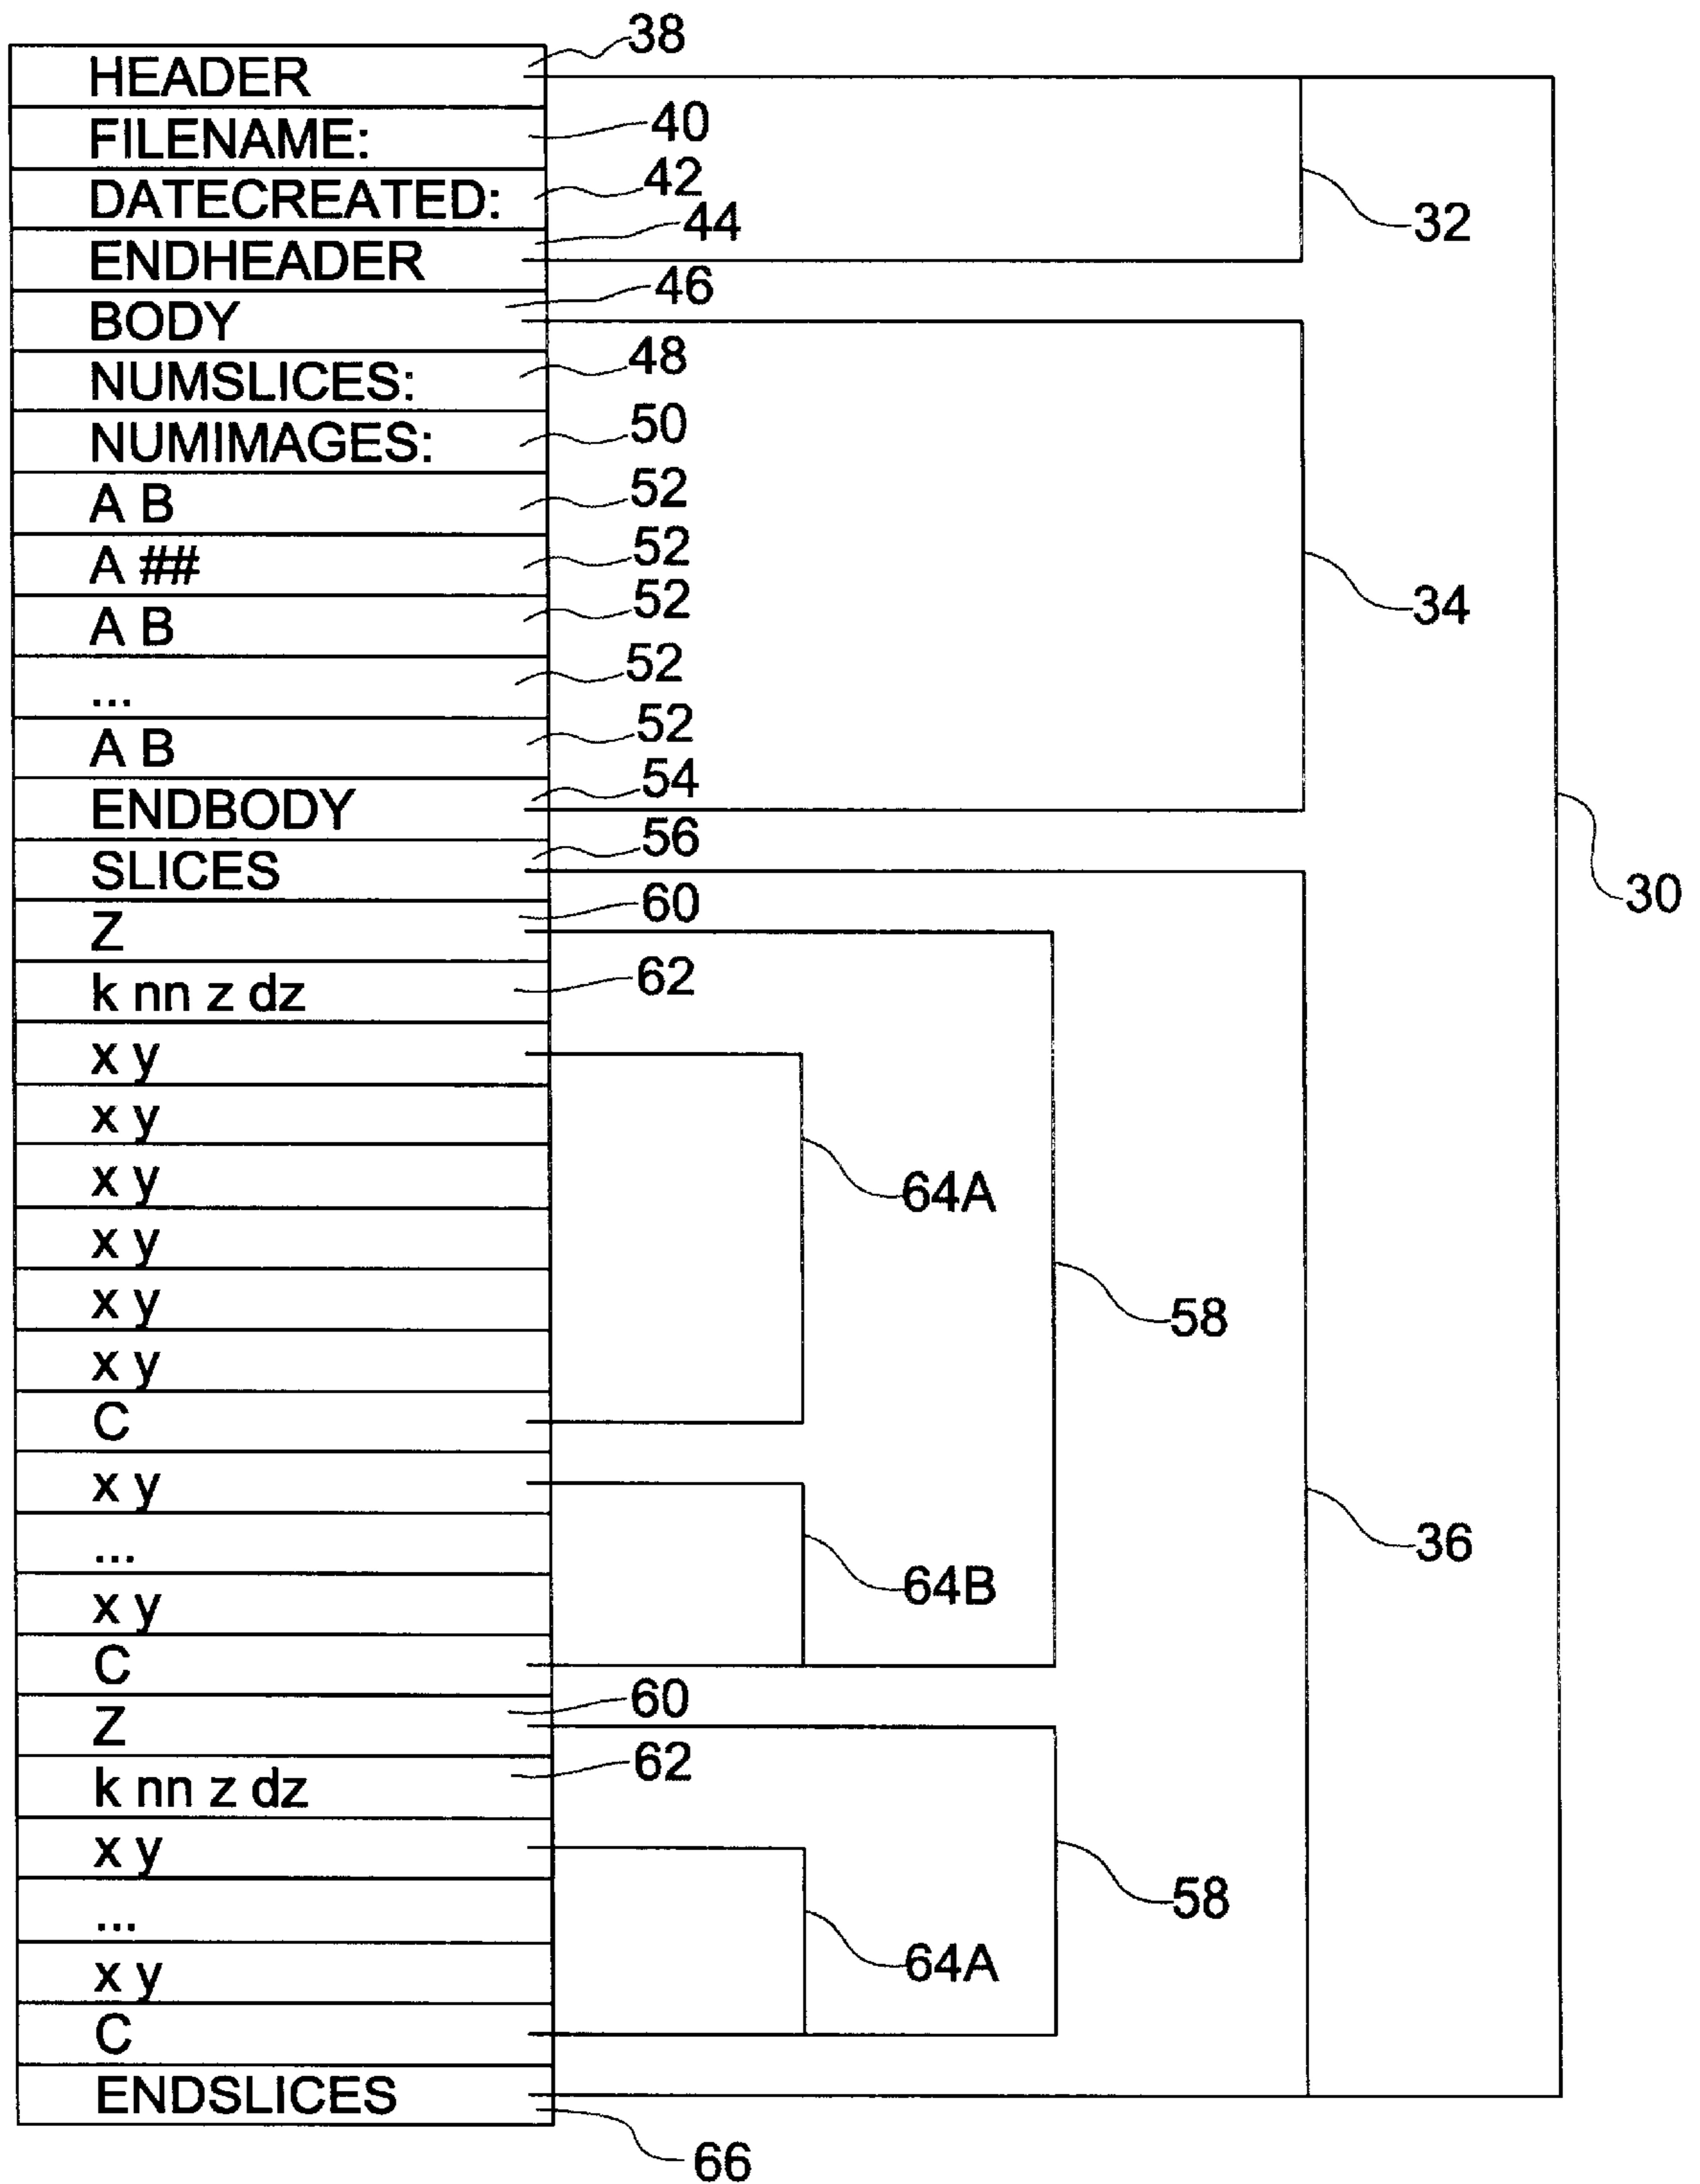 HEADER 38
FILENAME: 40
DATECREATED: 42
32
ENDHEADER 44
BODY 46
NUMSLICES: 48
NUMIMAGES: 50
A B 52
A ## 52
A B 52
34
... 52
A B 52
ENDBODY 54
SLICES 56
30
Z 60
k nn z dz 62
x y
x y
x y
64A
x y
x y
58
x y
C
x y
...
36
x y
64B
C
Z 60
k nn z dz 62
x y
...
58
x y
64A
C
ENDSLICES
66